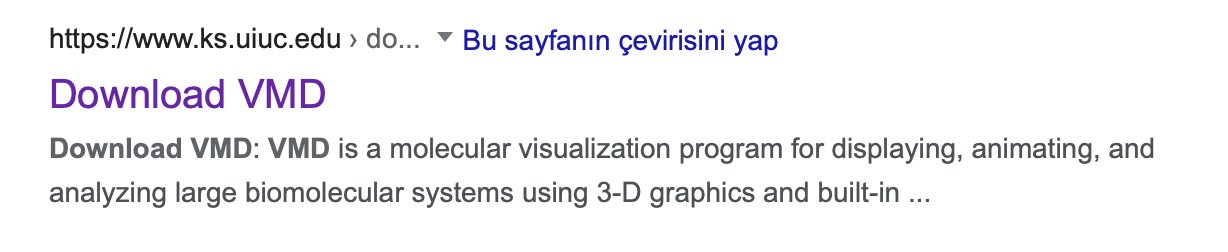 https://www.ks.uiuc.edu › do... Bu sayfanın çevirisini yap
Download VMD
Download VMD: VMD is a molecular visualization program for displaying, animating, and
analyzing large biomolecular systems using 3-D graphics and built-in ...